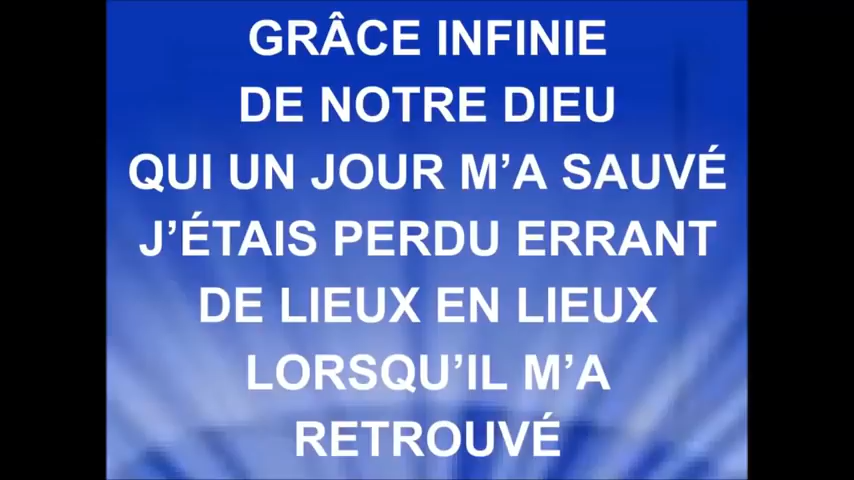 GRÂCE INFINIE
DE NOTRE DIEU
QUI UN JOUR M’A SAUVÉ
J’ÉTAIS PERDU ERRANT
DE LIEUX EN LIEUX
LORSQU’IL M’A
RETROUVÉ